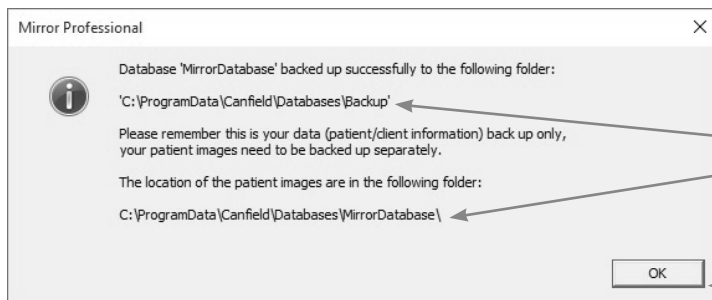 Mirror Professional
Database 'MirrorDatabase' backed up successfully to the following folder:
'C:\ProgramData\Canfield\Databases\Backup'
Please remember this is your data (patient/client information) back up only,
your patient images need to be backed up separately.
The location of the patient images are in the following folder:
C:\ProgramData\Canfield\Databases\MirrorDatabase\
OK